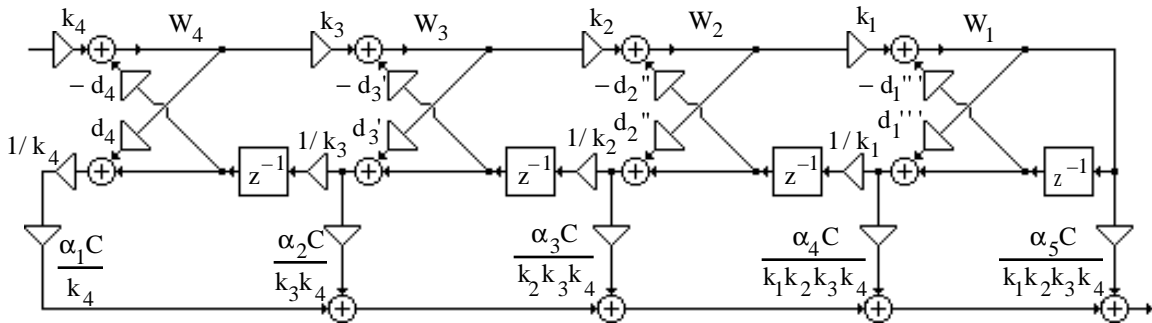 k₄ W₄ k₃ W₃ k₂ W₂ k₁ W₁
− d₄ − d₃' − d₂'' − d₁'''
d₄ d₃' d₂'' d₁'''
1/k₄ 1/k₃ 1/k₂ 1/k₁
z⁻¹ z⁻¹ z⁻¹ z⁻¹
α₁C α₂C α₃C α₄C α₅C
k₄ k₃k₄ k₂k₃k₄ k₁k₂k₃k₄ k₁k₂k₃k₄